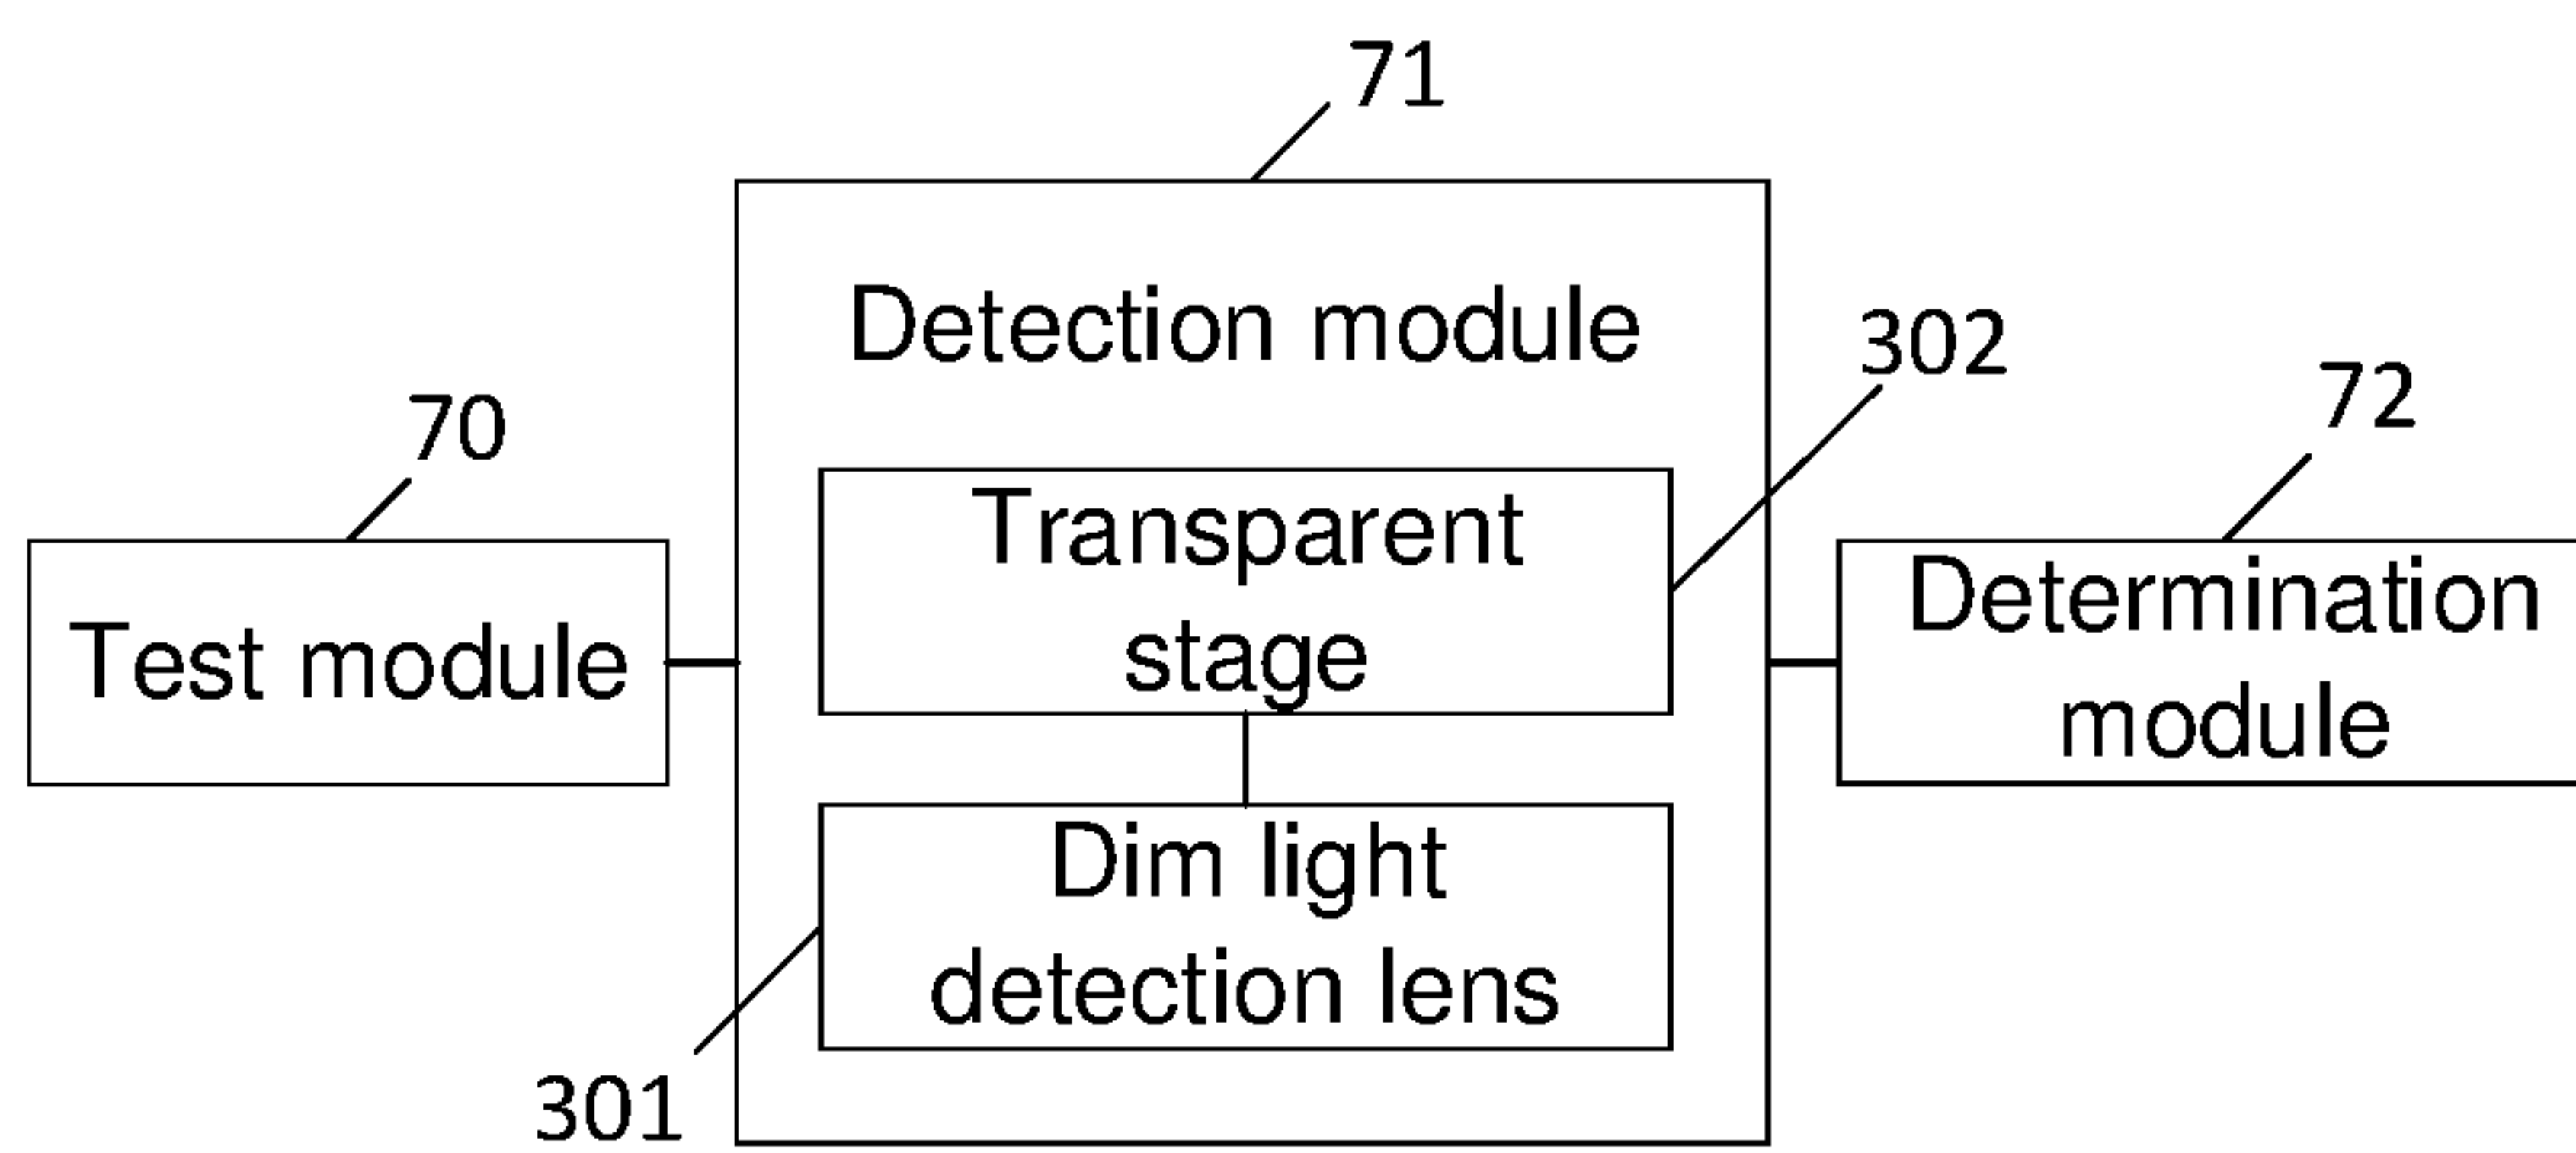 71
Detection module
302
72
70
Transparent
stage
Test module
Determination
module
Dim light
detection lens
301